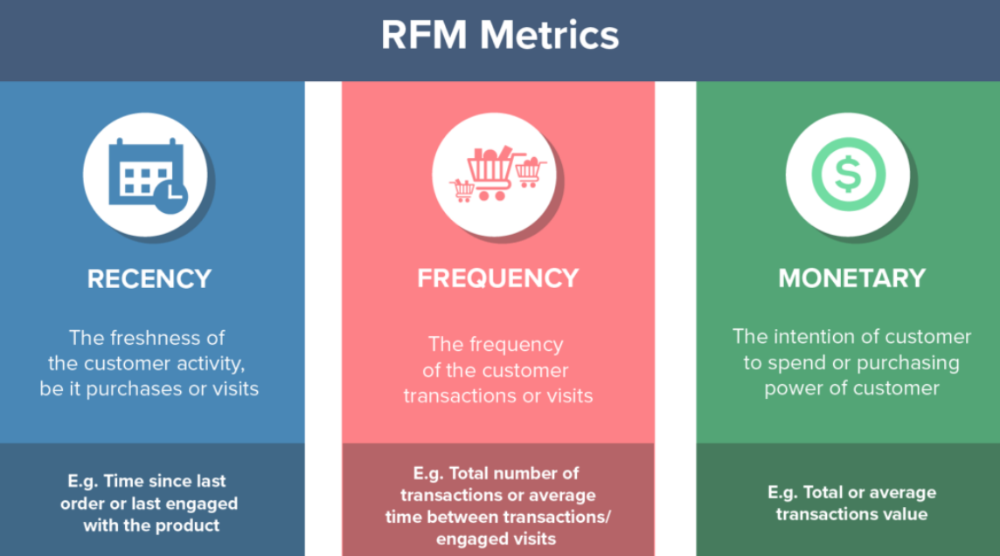 RFM Metrics
RECENCY
The freshness of
the customer activity,
be it purchases or visits
E.g. Time since last
order or last engaged
with the product
FREQUENCY
The frequency
of the customer
transactions or visits
E.g. Total number of
transactions or average
time between transactions/
engaged visits
$
MONETARY
The intention of customer
to spend or purchasing
power of customer
E.g. Total or average
transactions value